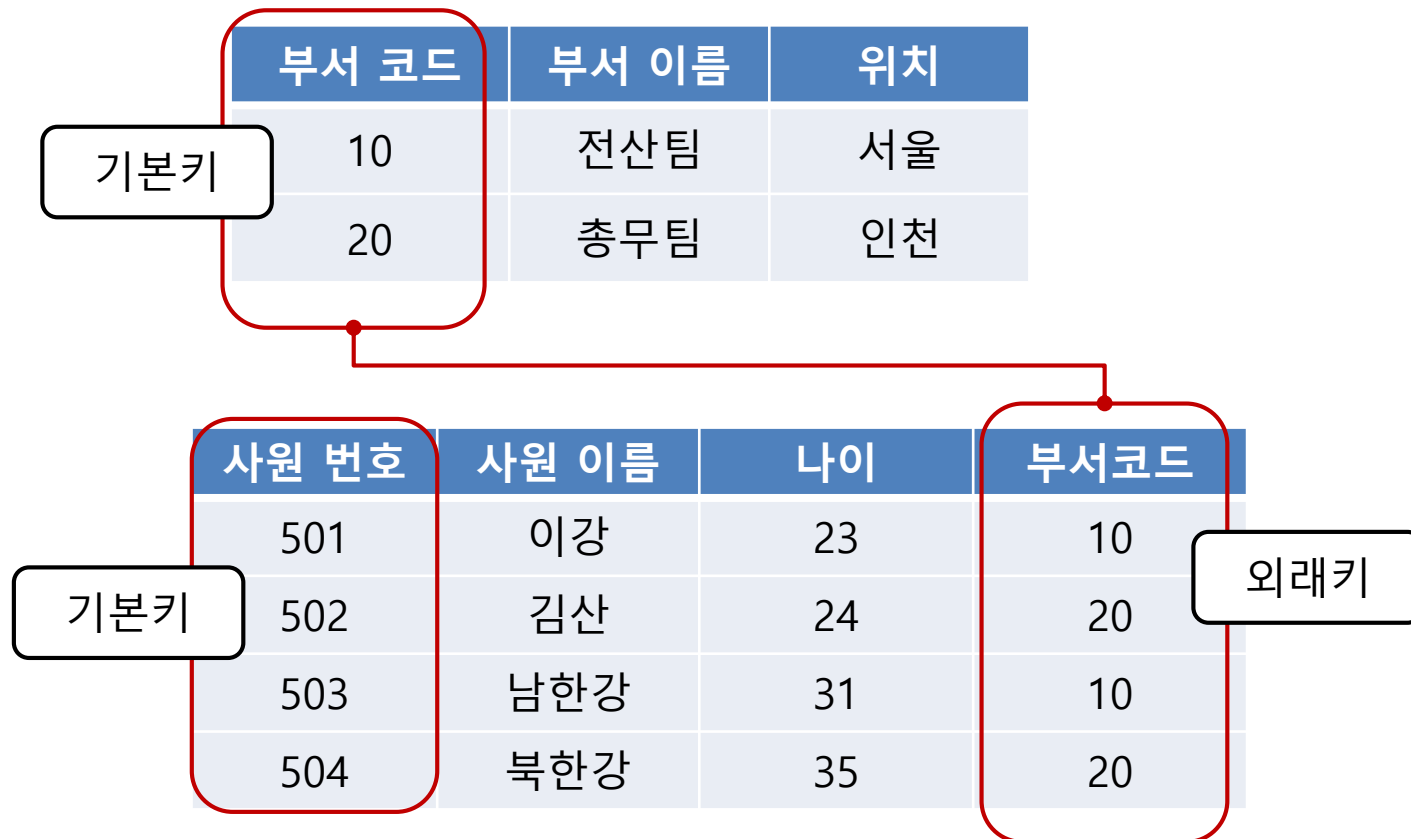 부서 코드 부서 이름 위치
기본키
10 전산팀 서울
20 총무팀 인천
사원 번호 사원 이름 나이 부서코드
501 이강 23 10
외래키
기본키
502 김산 24 20
503 남한강 31 10
504 북한강 35 20